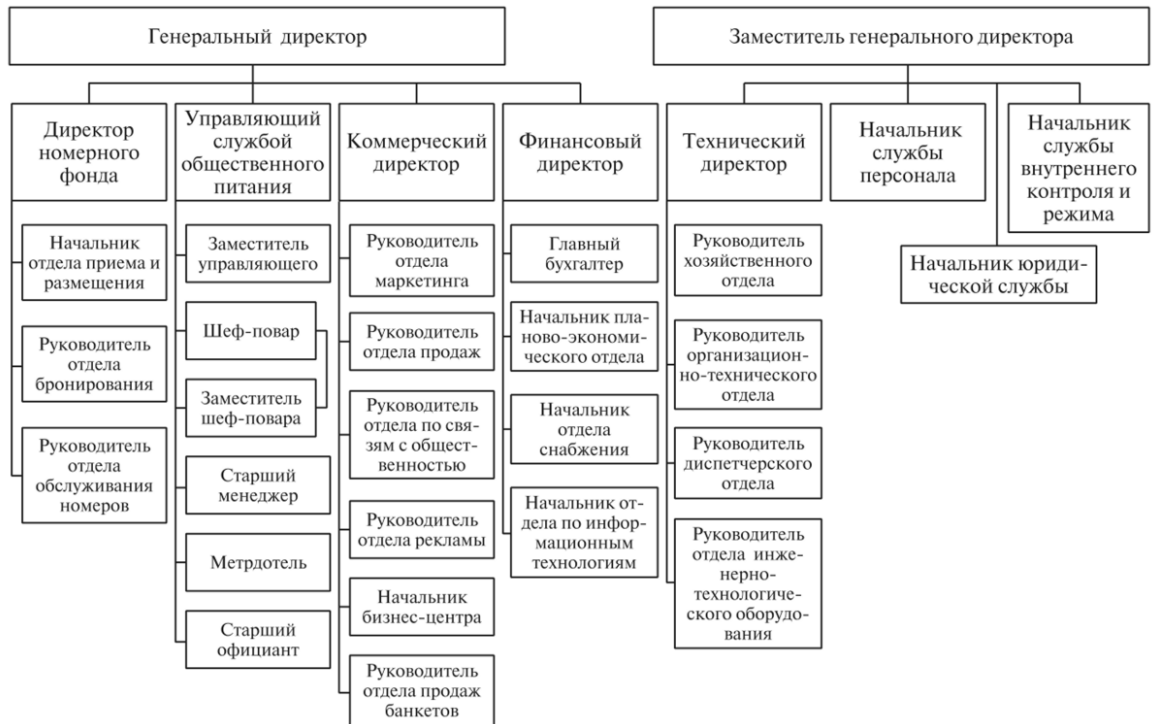 Генеральный директор
Заместитель генерального директора
Директор
номерного
фонда
Управляющий
службой
общественного
питания
Коммерческий
директор
Финансовый
директор
Технический
директор
Начальник
службы
персонала
Начальник
службы
внутреннего
контроля и
режима
Начальник юриди-
ческой службы
Начальник
отдела приема и
размещения
Руководитель
отдела
бронирования
Руководитель
отдела
обслуживания
номеров
Заместитель
управляющего
Шеф-повар
Заместитель
шеф-повара
Старший
менеджер
Метрдотель
Старший
официант
Руководитель
отдела
маркетинга
Руководитель
отдела продаж
Руководитель
отдела по свя-
зям с общест-
венностью
Руководитель
отдела рекламы
Начальник
бизнес-центра
Руководитель
отдела продаж
банкетов
Главный
бухгалтер
Начальник пла-
ново-экономи-
ческого отдела
Начальник
отдела
снабжения
Начальник от-
дела по инфор-
мационным
технологиям
Руководитель
хозяйственного
отдела
Руководитель
организацион-
но-технического
отдела
Руководитель
диспетчерского
отдела
Руководитель
отдела инже-
нерно-
технологиче-
ского оборудо-
вания